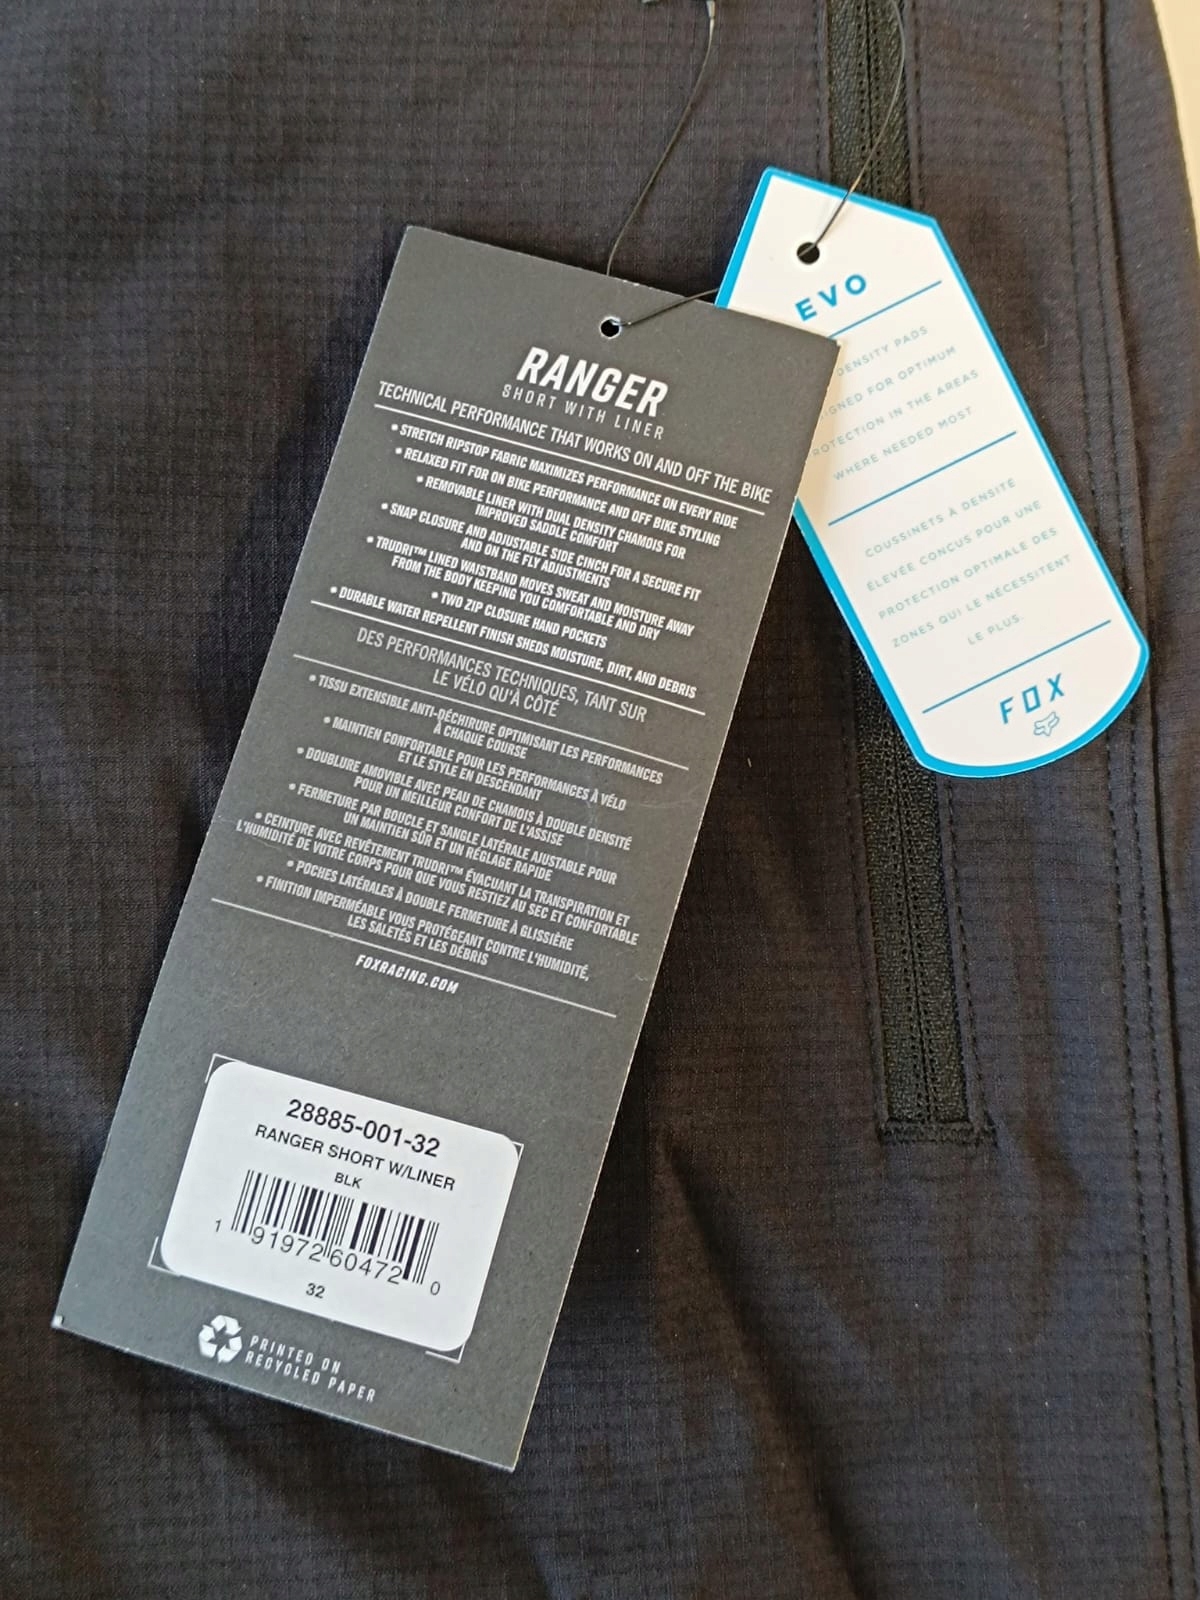 RANGER
SHORT WITH LINER
TECHNICAL PERFORMANCE THAT WORKS ON AND OFF THE BIKE
• STRETCH RIPSTOP FABRIC MAXIMIZES PERFORMANCE ON EVERY RIDE
• RELAXED FIT FOR ON BIKE PERFORMANCE AND OFF BIKE STYLING
• REMOVABLE LINER WITH DUAL DENSITY CHAMOIS FOR
IMPROVED SADDLE COMFORT
• SNAP CLOSURE AND ADJUSTABLE SIDE CINCH FOR A SECURE FIT
AND ON THE FLY ADJUSTMENTS
• TRUDRI™ LINED WAISTBAND MOVES SWEAT AND MOISTURE AWAY
FROM THE BODY KEEPING YOU COMFORTABLE AND DRY
• TWO ZIP CLOSURE HAND POCKETS
• DURABLE WATER REPELLENT FINISH SHEDS MOISTURE, DIRT, AND DEBRIS
DES PERFORMANCES TECHNIQUES, TANT SUR
LE VÉLO QU'À CÔTÉ
• TISSU EXTENSIBLE ANTI-DÉCHIRURE OPTIMISANT LES PERFORMANCES
À CHAQUE COURSE
• MAINTIEN CONFORTABLE POUR LES PERFORMANCES À VÉLO
ET LE STYLE EN DESCENDANT
• DOUBLURE AMOVIBLE AVEC PEAU DE CHAMOIS À DOUBLE DENSITÉ
POUR UN MEILLEUR CONFORT DE L'ASSISE
• FERMETURE PAR BOUCLE ET SANGLE LATÉRALE AJUSTABLE POUR
UN MAINTIEN SÛR ET UN RÉGLAGE RAPIDE
• CEINTURE AVEC REVÊTEMENT TRUDRI™ ÉVACUANT LA TRANSPIRATION ET
L'HUMIDITÉ DE VOTRE CORPS POUR QUE VOUS RESTIEZ AU SEC ET CONFORTABLE
• POCHES LATÉRALES À DOUBLE FERMETURE À GLISSIÈRE
• FINITION IMPERMÉABLE VOUS PROTÉGEANT CONTRE L'HUMIDITÉ,
LES SALETÉS ET LES DÉBRIS
FOXRACING.COM
28885-001-32
RANGER SHORT W/LINER
BLK
1 91972 60472 0
32
PRINTED ON
RECYCLED PAPER
EVO
DENSITY PADS
FOR OPTIMUM
IN THE AREAS
WHERE NEEDED MOST
COUSSINETS À DENSITÉ
ÉLEVÉE CONCUS POUR UNE
PROTECTION OPTIMALE DES
ZONES QUI LE NÉCESSITENT
LE PLUS.
FOX